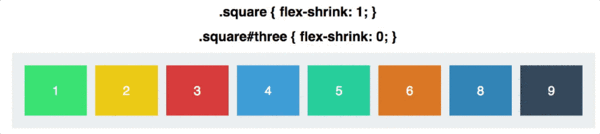 .square { flex-shrink: 1; }
.square#three { flex-shrink: 0; }
1 2 3 4 5 6 8 9